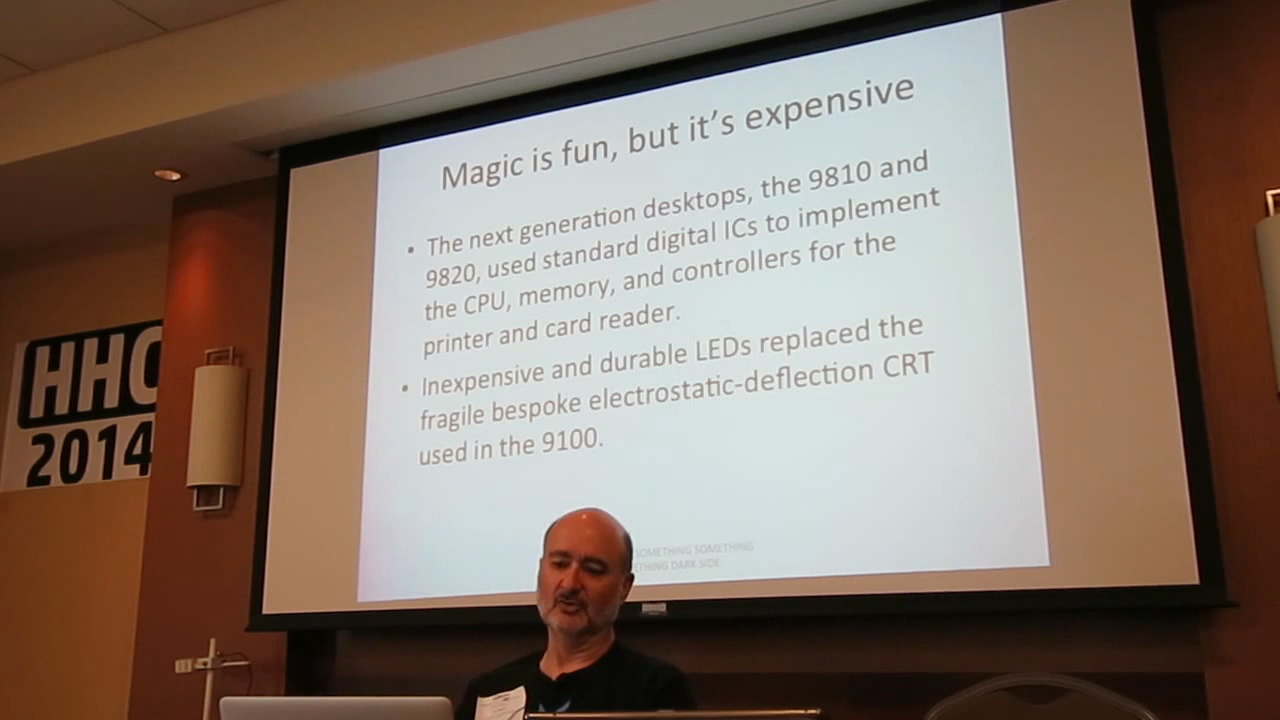 Magic is fun, but it's expensive
• The next generation desktops, the 9810 and
9820, used standard digital ICs to implement
the CPU, memory, and controllers for the
printer and card reader.
• Inexpensive and durable LEDs replaced the
fragile bespoke electrostatic-deflection CRT
used in the 9100.
SOMETHING SOMETHING
ETHING DARK SIDE
HHC
2014